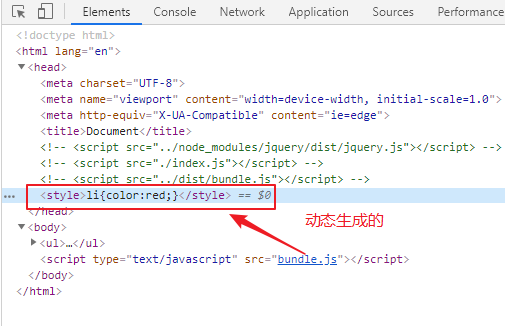 Elements Console Sources Network Performance
<!doctype html>
<html lang="en">
▼<head>
<meta charset="UTF-8">
<meta name="viewport" content="width=device-width, initial-scale=1.0">
<meta http-equiv="X-UA-Compatible" content="ie=edge">
<title>Document</title>
<!-- <script src="../node_modules/jquery/dist/jquery.js"></script> -->
<!-- <script src="./index.js"></script> -->
<!-- <script src="../dist/bundle.js"></script> -->
<style>li{color:red;}</style> == $0
</head>
动态生成的
▼<body>
▶<ul>…</ul>
<script type="text/javascript" src="bundle.js"></script>
</body>
</html>